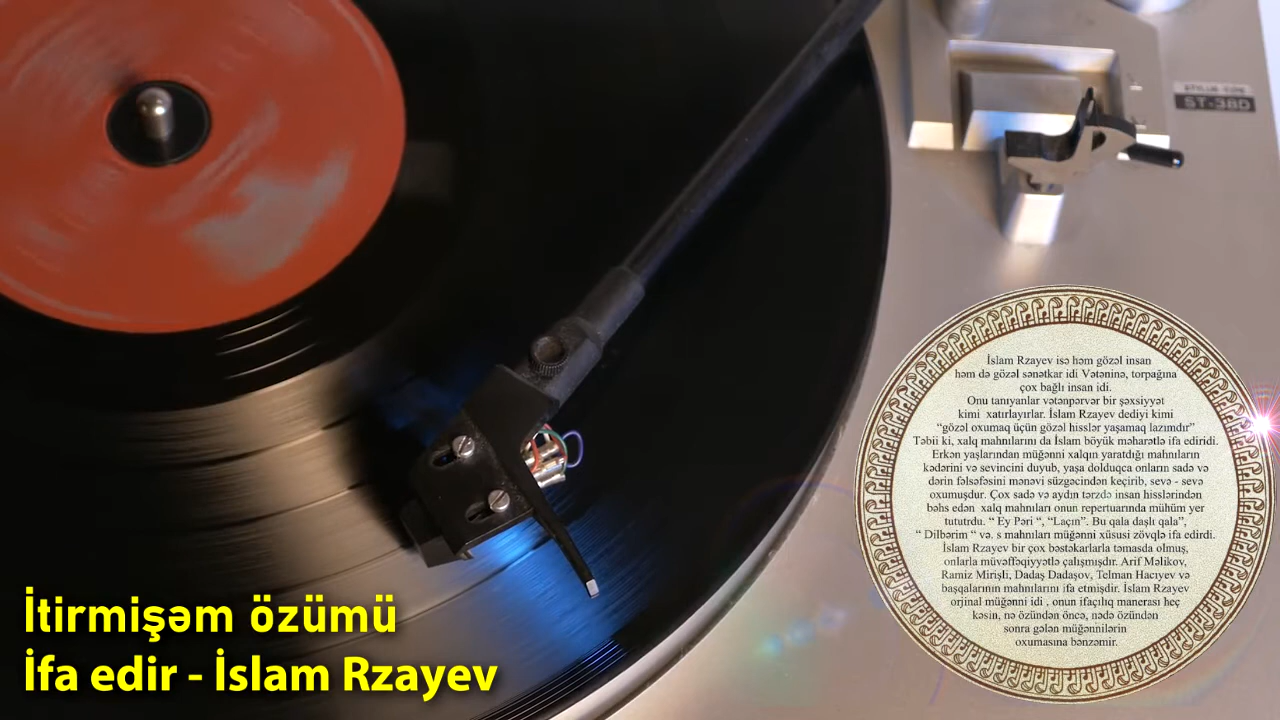 STYLUS-CUE
ST-38D
İslam Rzayev isə həm gözəl insan
həm də gözəl sənətkar idi Vətəninə, torpağına
çox bağlı insan idi.
Onu tanıyanlar vətənpərvər bir şəxsiyyət
kimi xatırlayırlar. İslam Rzayev dediyi kimi
“gözəl oxumaq üçün gözəl hisslər yaşamaq lazımdır”
Təbii ki, xalq mahnılarını da İslam böyük məharətlə ifa ediridi.
Erkən yaşlarından müğənni xalqın yaratdığı mahnıların
kədərini və sevincini duyub, yaşa dolduqca onların sadə və
dərin fəlsəfəsini mənəvi süzgəcindən keçirib, sevə - sevə
oxumuşdur. Çox sadə və aydın tərzdə insan hisslərindən
bəhs edən xalq mahnıları onun repertuarında mühüm yer
tututrdu. “ Ey Pəri “, “Laçın”. Bu qala daşlı qala”,
“ Dilbərim “ və. s mahnıları müğənni xüsusi zövqlə ifa edirdi.
İslam Rzayev bir çox bəstəkarlarla təmasda olmuş,
onlarla müvəffəqiyyətlə çalışmışdır. Arif Məlikov,
Ramiz Mirişli, Dadaş Dadaşov, Telman Hacıyev və
başqalarının mahnılarını ifa etmişdir. İslam Rzayev
orjinal müğənni idi , onun ifaçılıq manerası heç
kəsin, nə özündən öncə, nədə özündən
sonra gələn müğənnilərin
oxumasına bənzəmir.
İtirmişəm özümü
İfa edir - İslam Rzayev